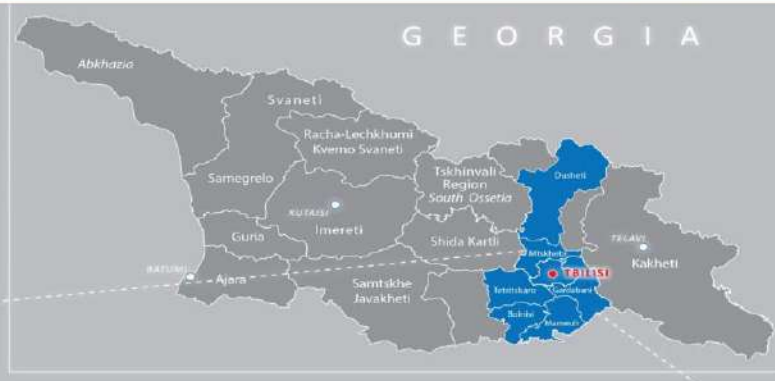 GEORGIA
Abkhazia
Svaneti
Racha-Lechkhumi
Kvemo Svaneti
Samegrelo
Tskhinvali
Region
South Ossetia
Dusheti
KUTAISI
Imereti
Guria
Shida Kartli
Mtskheta
TELAVI
Kakheti
BATUMI
Ajara
TBILISI
Samtskhe
Javakheti
Tetritskaro
Gardabani
Bolnisi
Marneuli